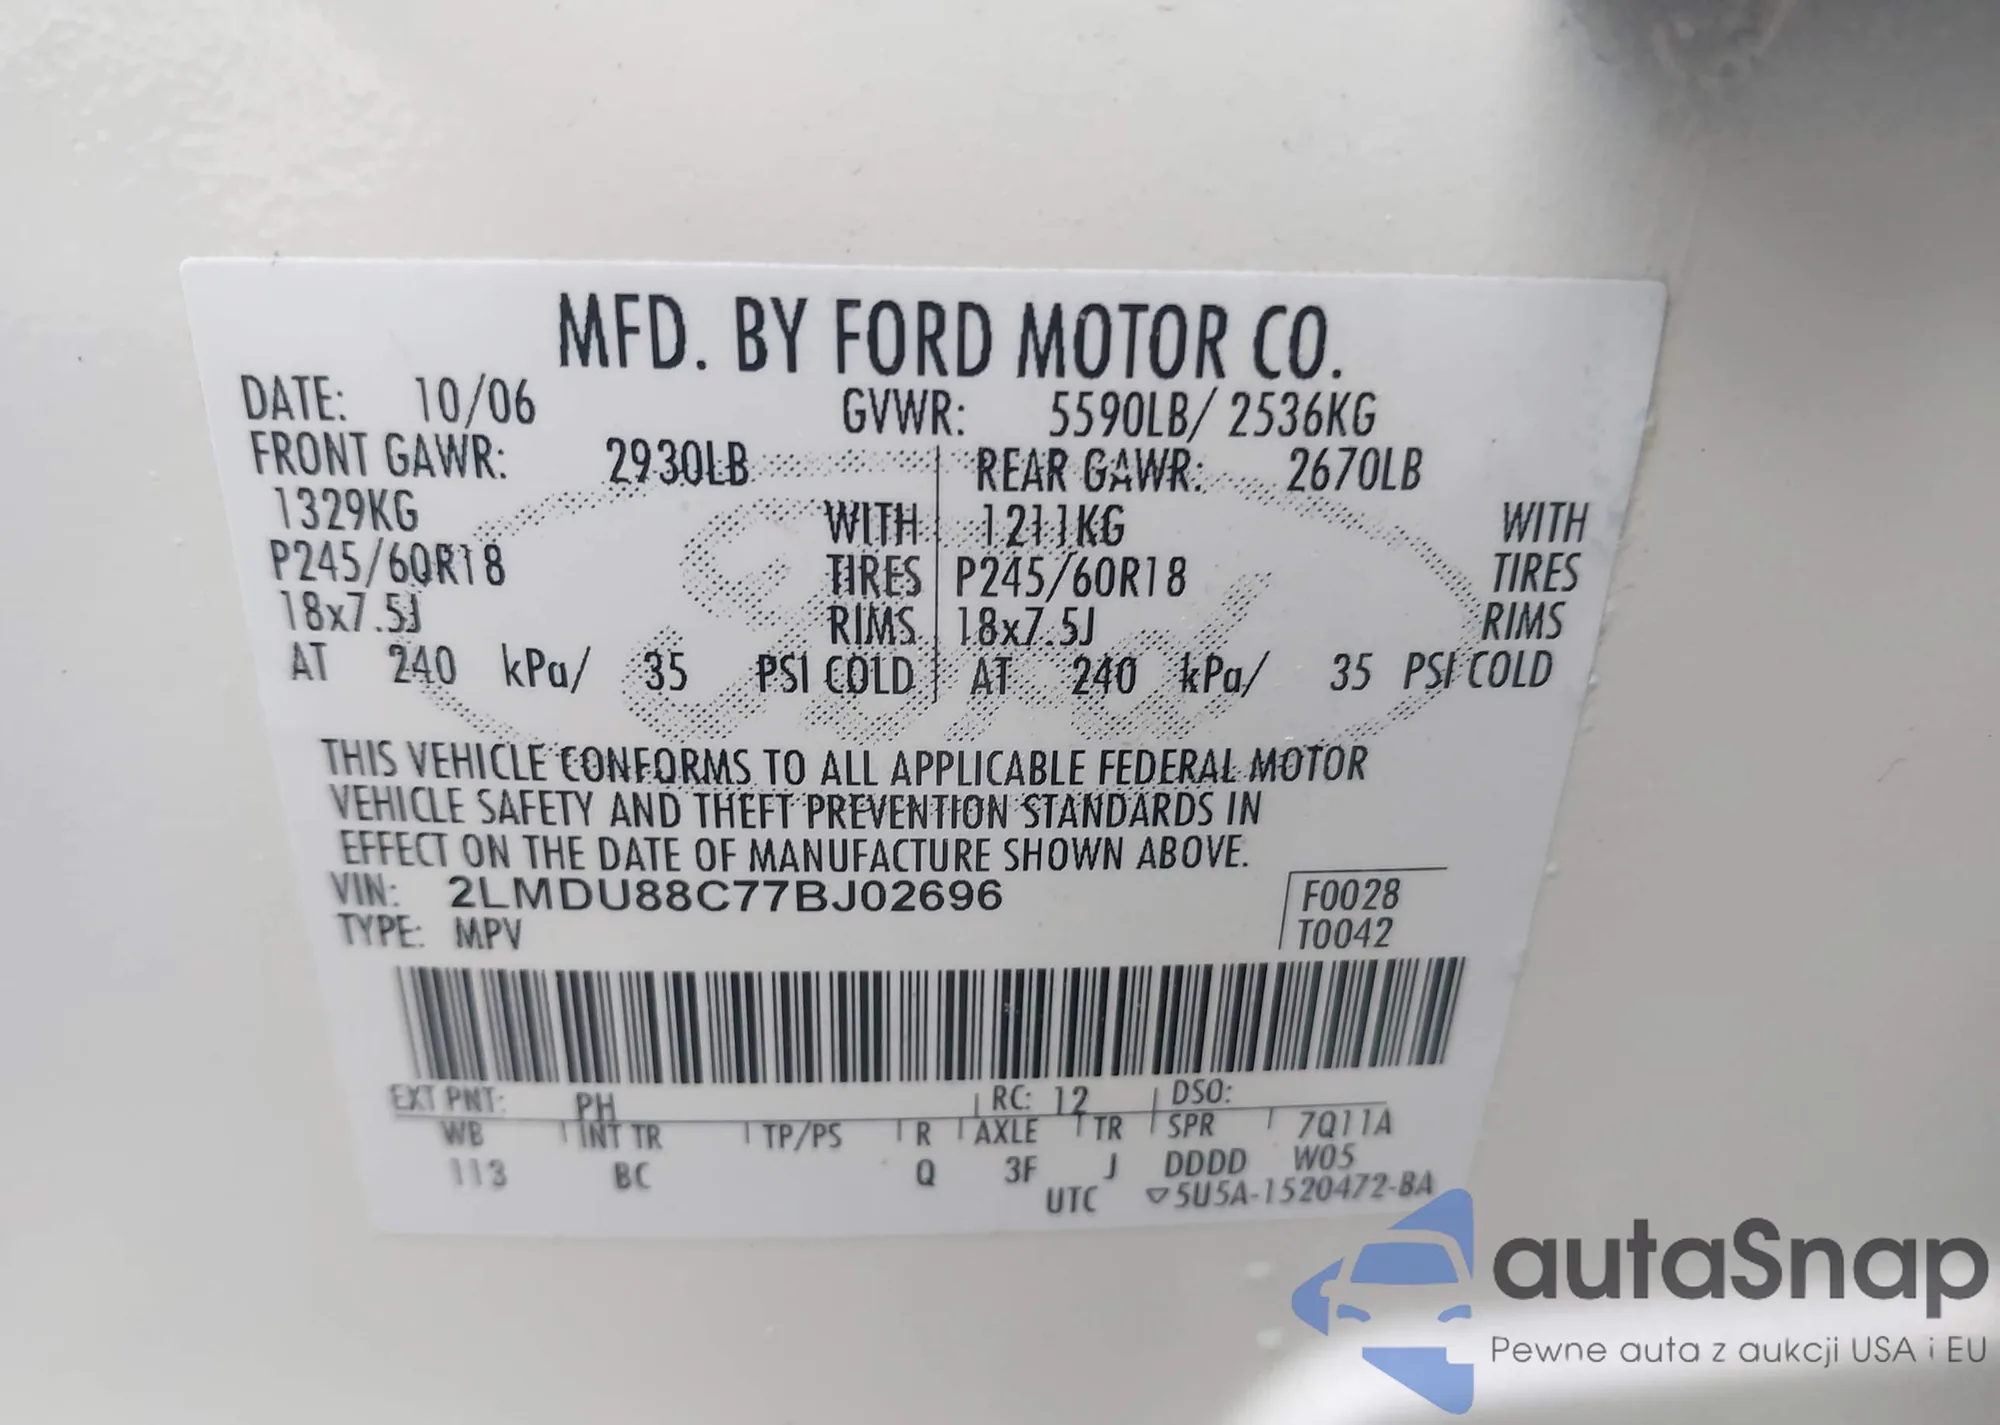 MFD. BY FORD MOTOR CO.
DATE: 10/06 GVWR: 5590LB/ 2536KG
FRONT GAWR: 2930LB REAR GAWR: 2670LB
1329KG WITH 1211KG WITH
P245/60R18 TIRES P245/60R18 TIRES
18x7.5J RIMS 18x7.5J RIMS
AT 240 kPa/ 35 PSI COLD AT 240 kPa/ 35 PSI COLD
THIS VEHICLE CONFORMS TO ALL APPLICABLE FEDERAL MOTOR
VEHICLE SAFETY AND THEFT PREVENTION STANDARDS IN
EFFECT ON THE DATE OF MANUFACTURE SHOWN ABOVE.
VIN: 2LMDU88C77BJ02696 F0028
TYPE: MPV T0042
EXT PNT: PH RC: 12 DSO:
WB INT TR TP/PS R AXLE TR SPR 7Q11A
113 BC Q 3F J DDDD W05
UTC ▽5U5A-1520472-BA
autaSnap
Pewne auta z aukcji USA i EU